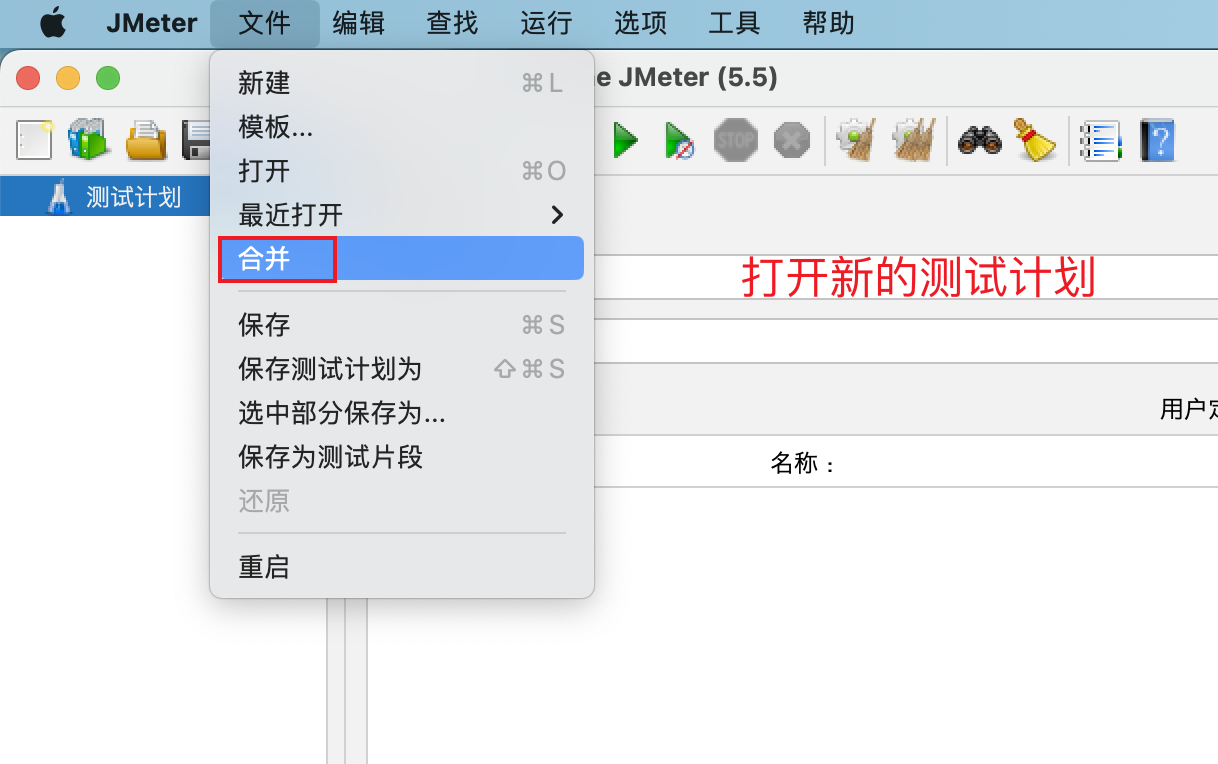 JMeter 文件 编辑 查找 运行 选项 工具 帮助
新建 ⌘L
e JMeter (5.5)
模板...
打开 ⌘O
STOP
?
最近打开
测试计划
合并
打开新的测试计划
保存 ⌘S
保存测试计划为 ⇧⌘S
选中部分保存为...
用户定
保存为测试片段
名称：
还原
重启